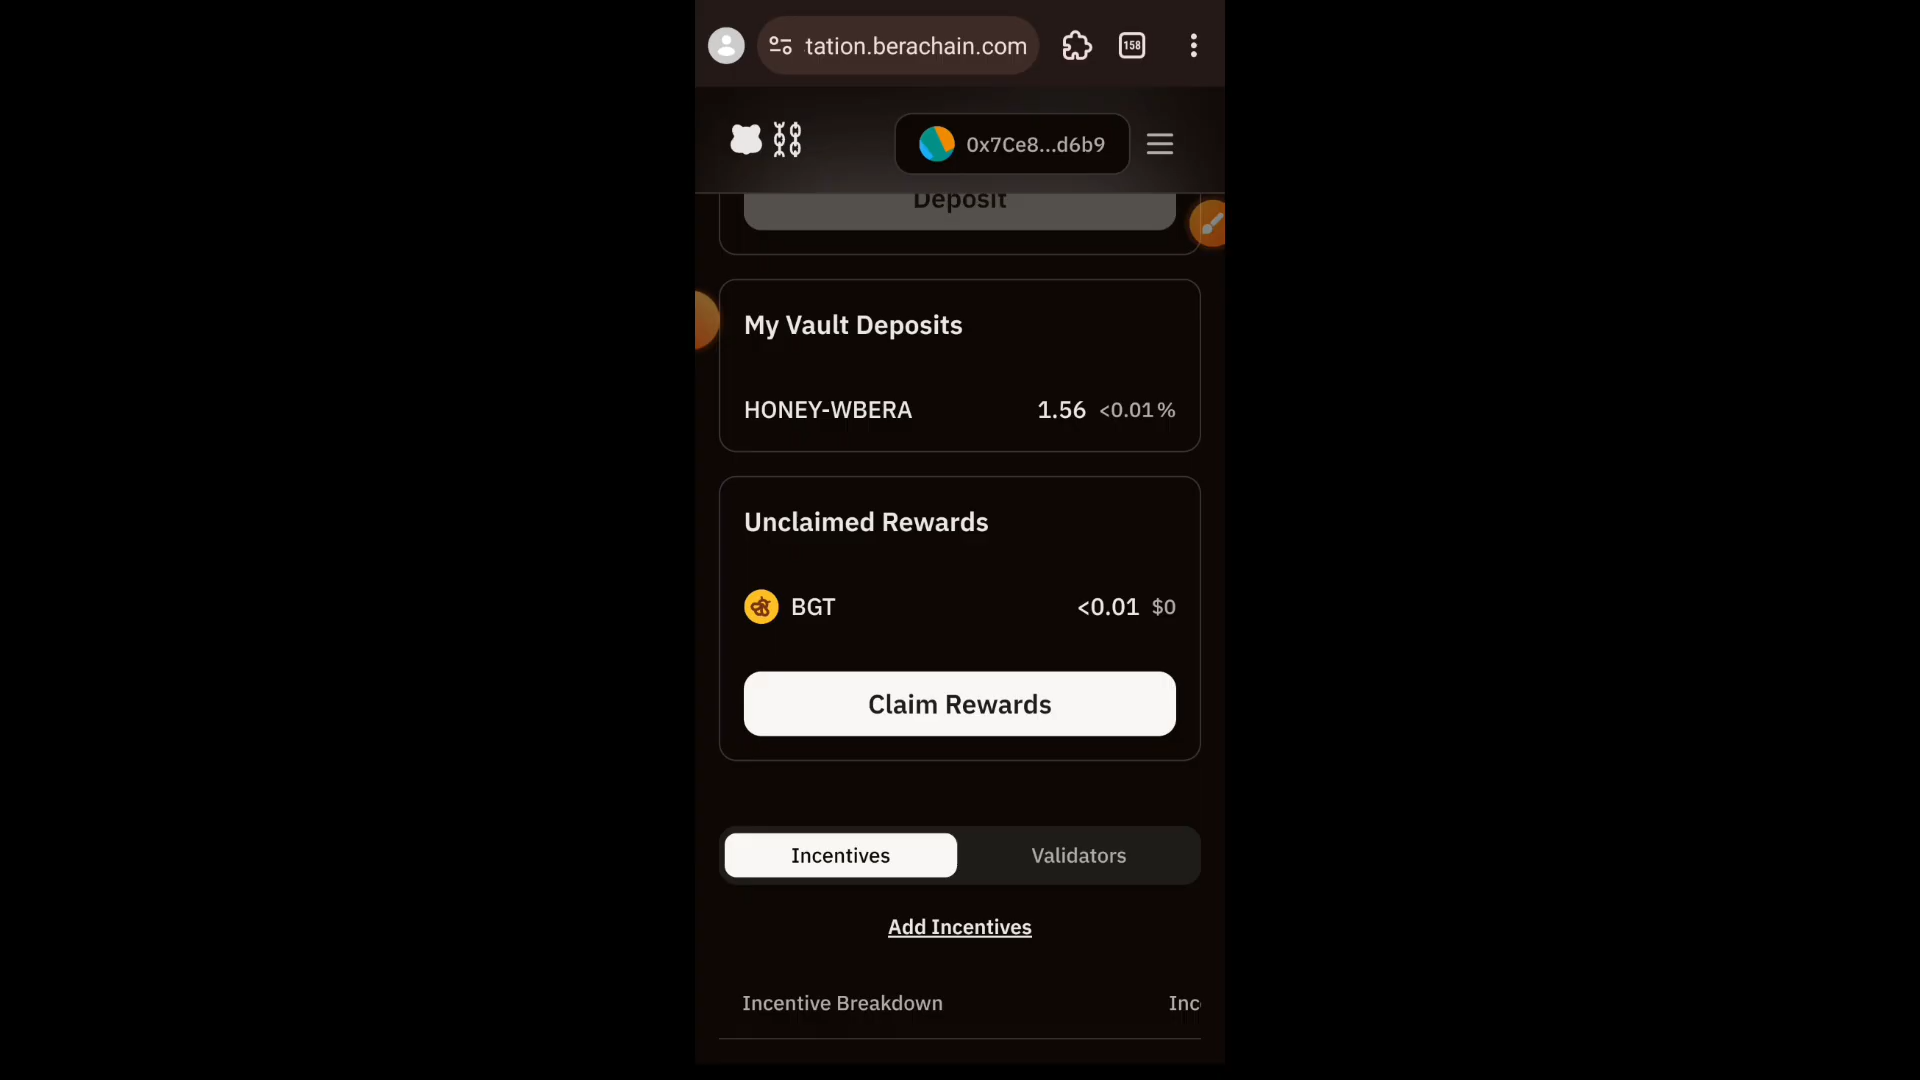 tation.berachain.com
158
0x7Ce8...d6b9
Deposit
My Vault Deposits
HONEY-WBERA 1.56 <0.01%
Unclaimed Rewards
BGT <0.01 $0
Claim Rewards
Incentives Validators
Add Incentives
Incentive Breakdown Inc